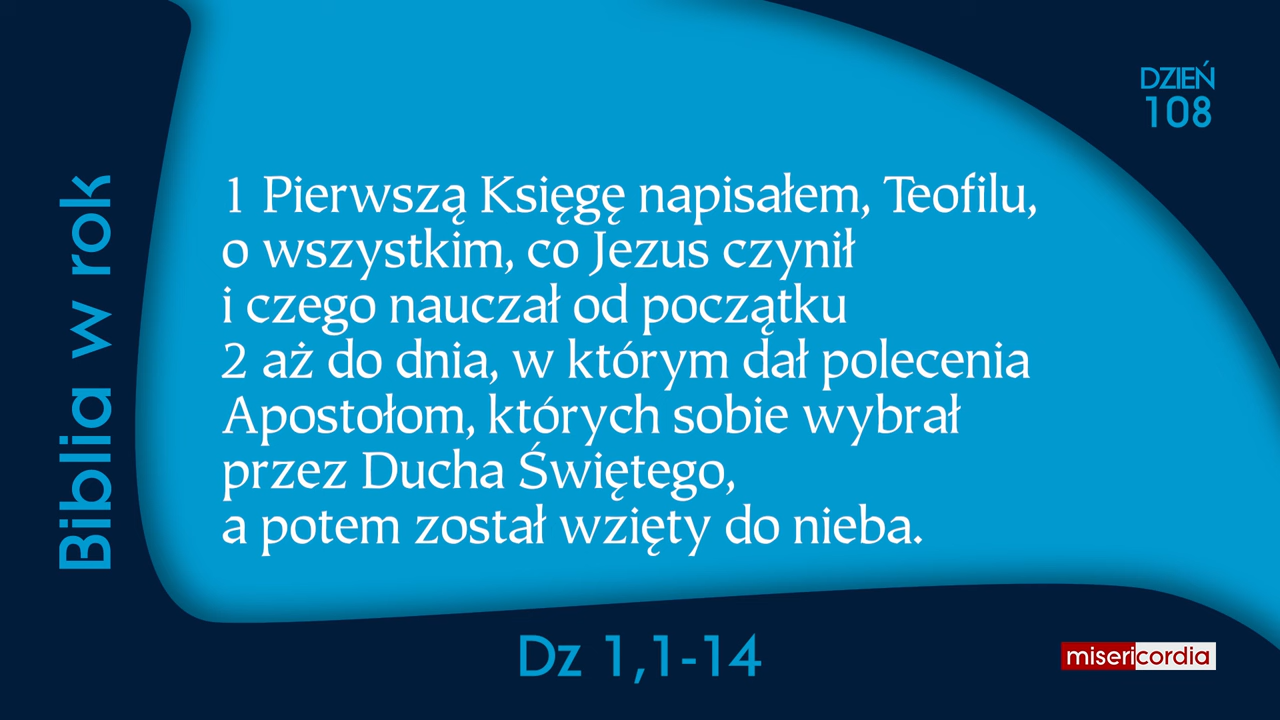 DZIEŃ
108
Biblia w rok
1 Pierwszą Księgę napisałem, Teofilu,
o wszystkim, co Jezus czynił
i czego nauczał od początku
2 aż do dnia, w którym dał polecenia
Apostołom, których sobie wybrał
przez Ducha Świętego,
a potem został wzięty do nieba.
Dz 1,1-14
misericordia